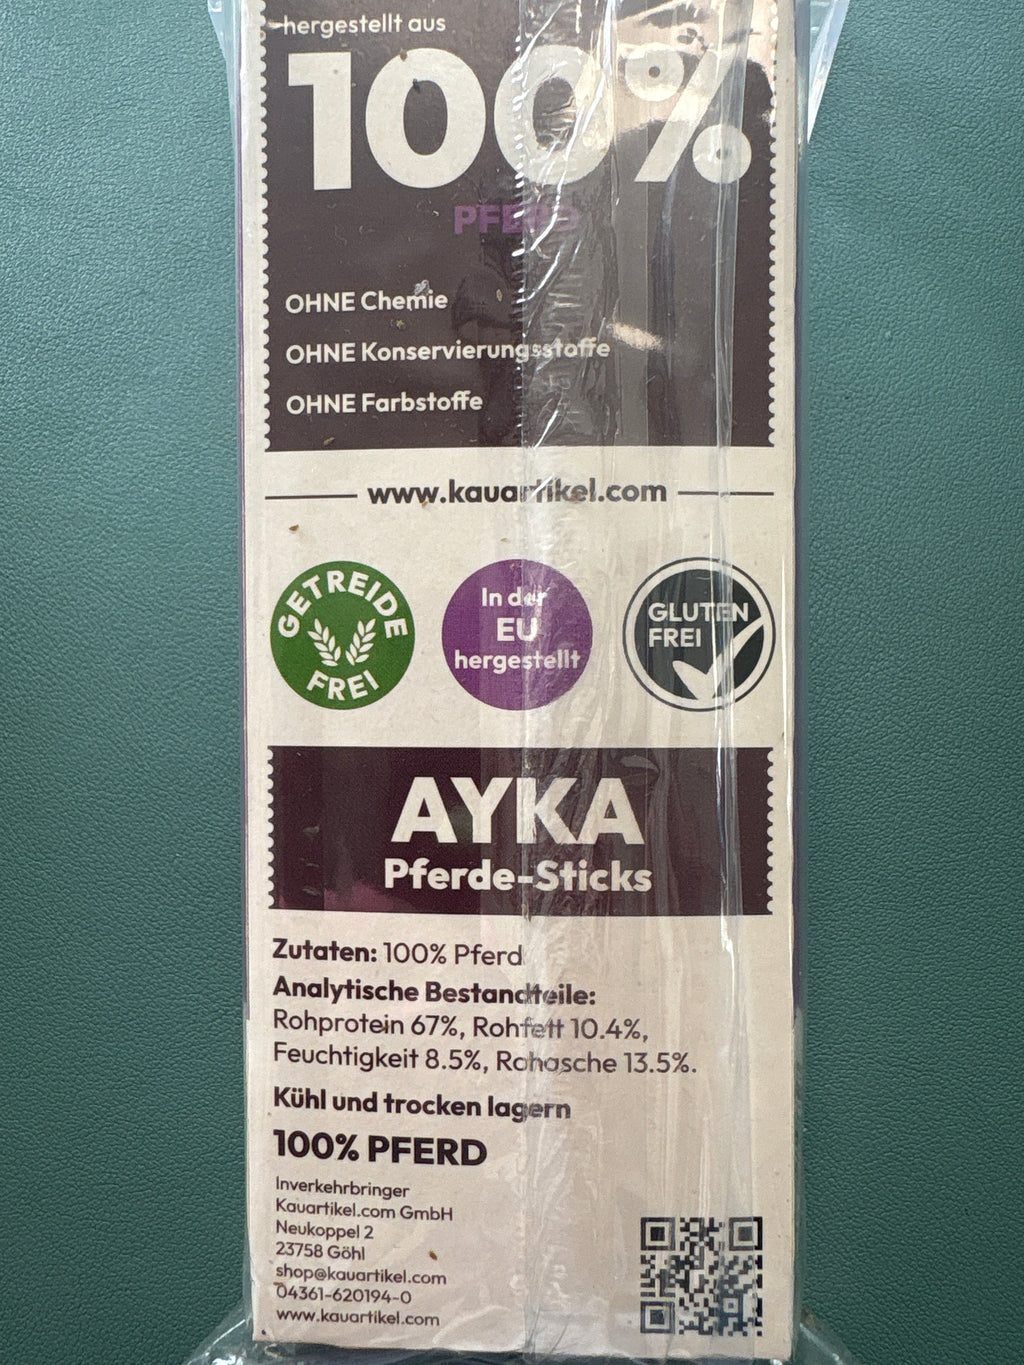 hergestellt aus
100%
PFERD
OHNE Chemie
OHNE Konservierungsstoffe
OHNE Farbstoffe
www.kauartikel.com
GETREIDE
FREI
In der
EU
hergestellt
GLUTEN
FREI
AYKA
Pferde-Sticks
Zutaten: 100% Pferd
Analytische Bestandteile:
Rohprotein 67%, Rohfett 10.4%,
Feuchtigkeit 8.5%, Rohasche 13.5%.
Kühl und trocken lagern
100% PFERD
Inverkehrbringer
Kauartikel.com GmbH
Neukoppel 2
23758 Göhl
shop@kauartikel.com
04361-620194-0
www.kauartikel.com